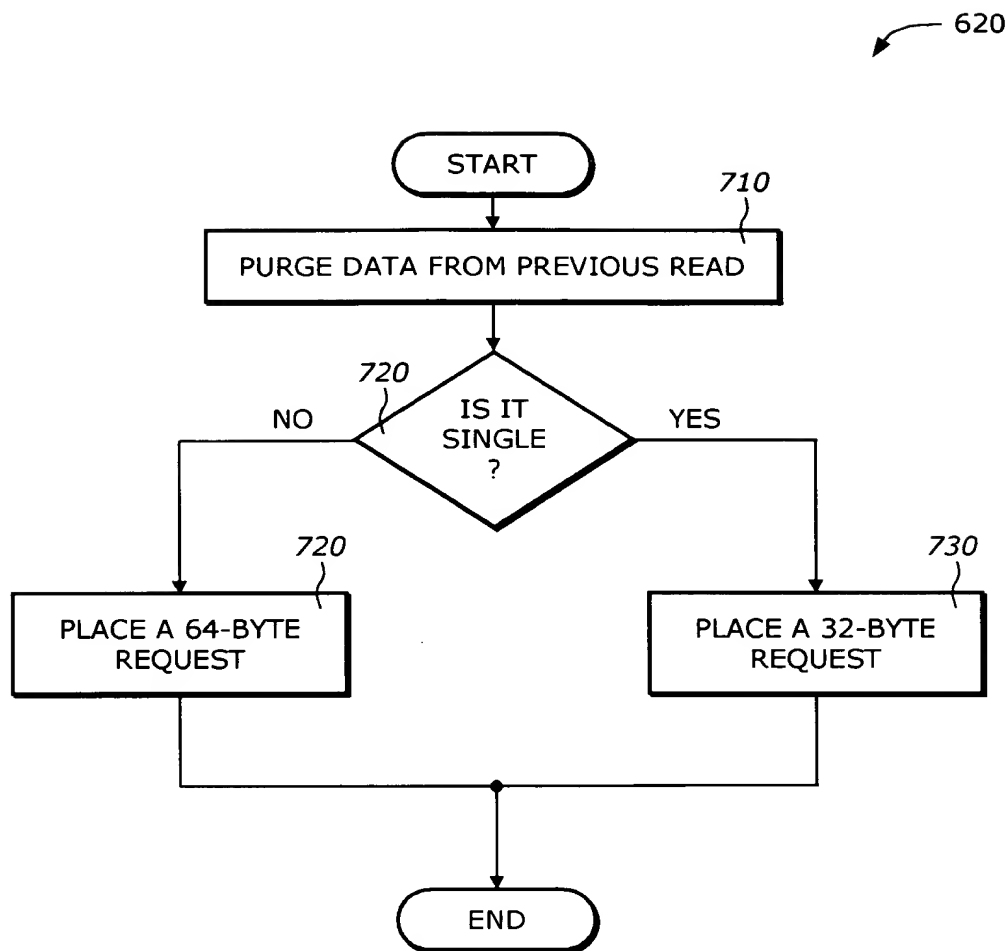 620
START
710
PURGE DATA FROM PREVIOUS READ
720
IS IT
SINGLE
?
NO
YES
720
PLACE A 64-BYTE
REQUEST
730
PLACE A 32-BYTE
REQUEST
END